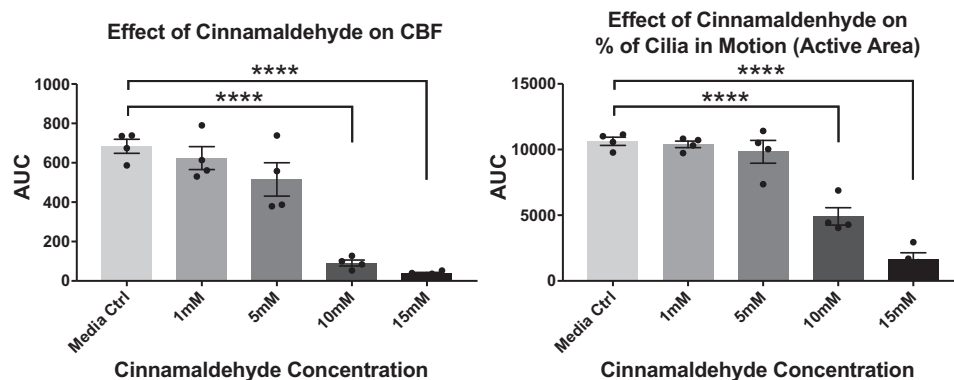 Effect of Cinnamaldehyde on CBF
1000
800
600
400
200
0
AUC
****
****
Media Ctrl
1mM
5mM
10mM
15mM
Cinnamaldehyde Concentration
Effect of Cinnamaldenhyde on
% of Cilia in Motion (Active Area)
15000
10000
5000
0
AUC
****
****
Media Ctrl
1mM
5mM
10mM
15mM
Cinnamaldehyde Concentration